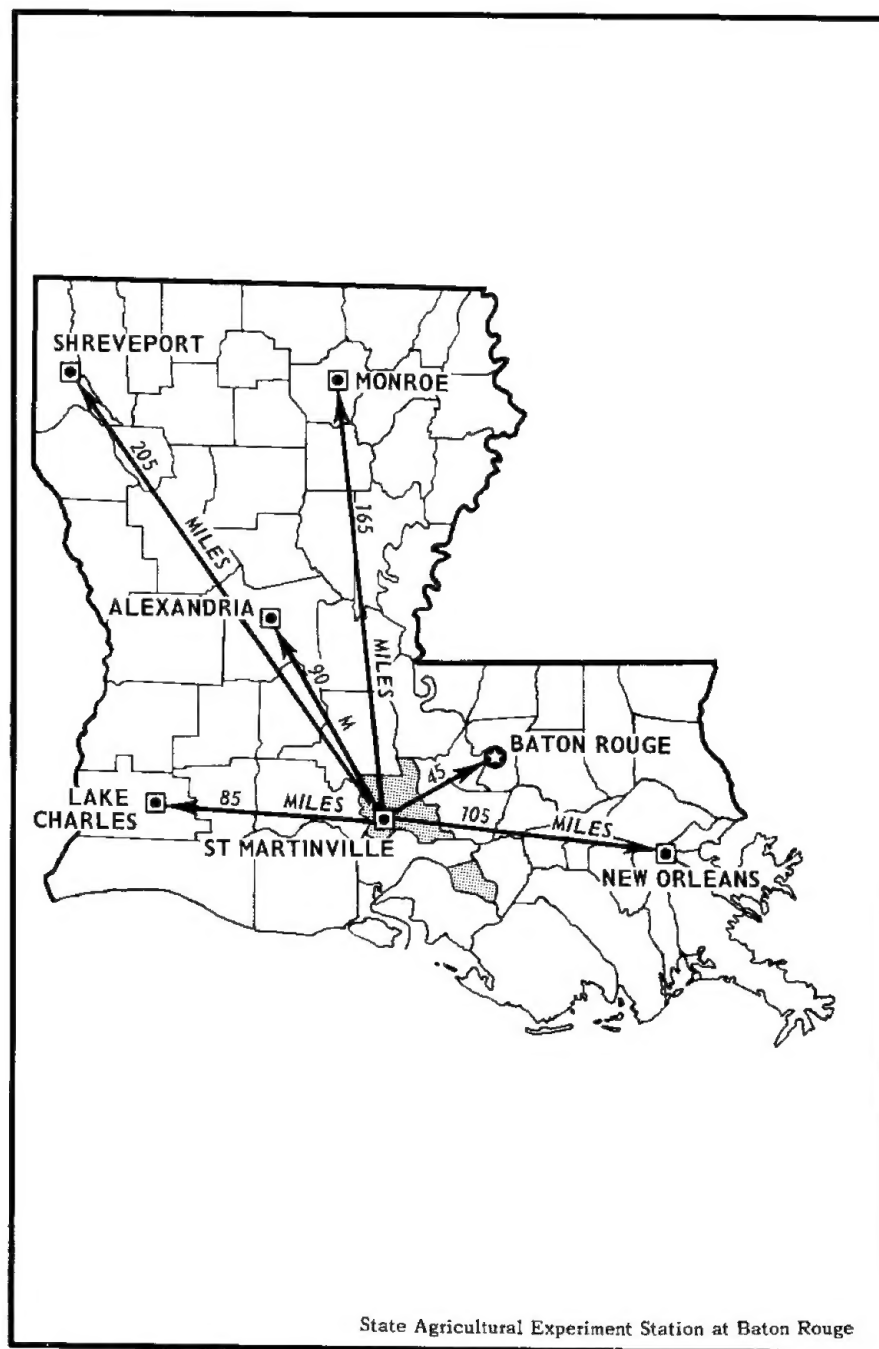 SHREVEPORT
MONROE
205 MILES
165 MILES
ALEXANDRIA
90 M
BATON ROUGE
45
LAKE
CHARLES
85 MILES
105 MILES
ST MARTINVILLE
NEW ORLEANS
State Agricultural Experiment Station at Baton Rouge